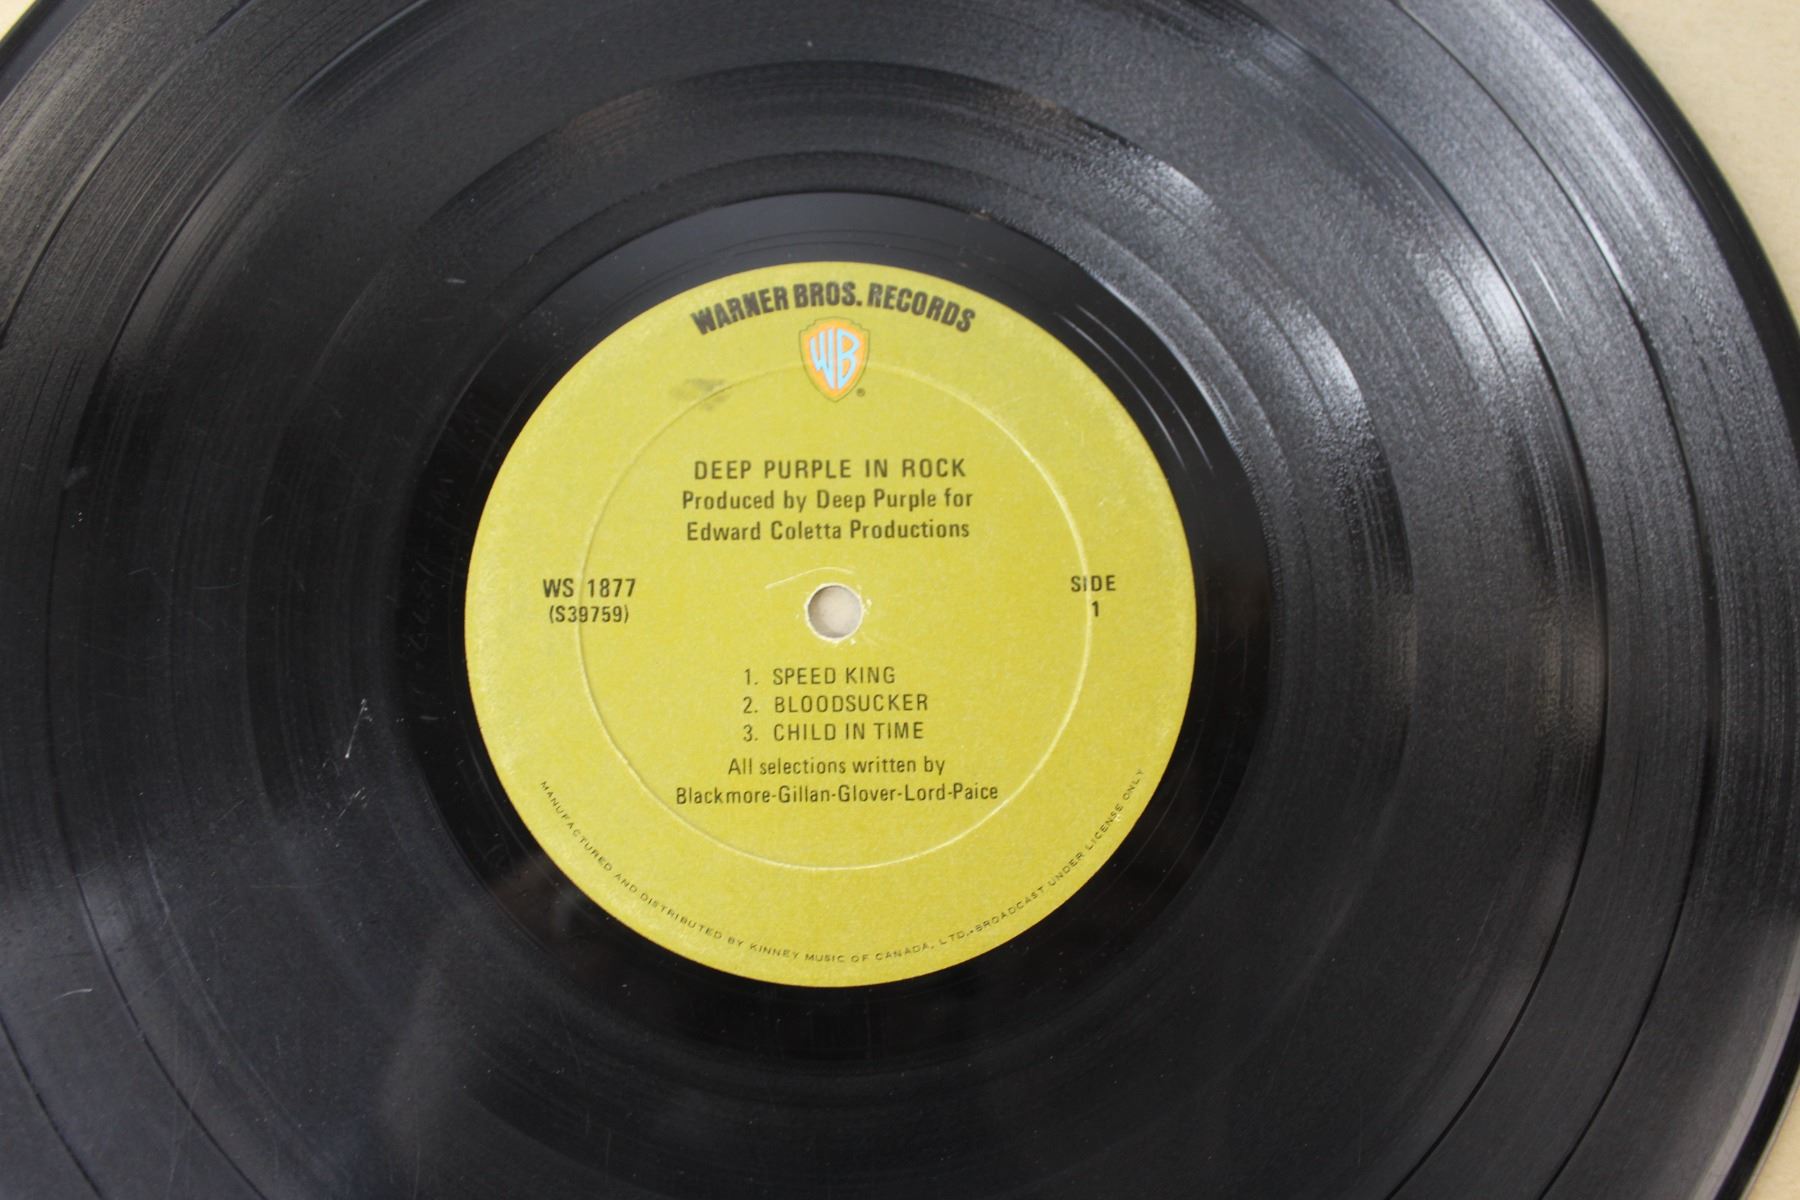 WARNER BROS. RECORDS
WB
®
DEEP PURPLE IN ROCK
Produced by Deep Purple for
Edward Coletta Productions
WS 1877
(S39759)
SIDE
1
1. SPEED KING
2. BLOODSUCKER
3. CHILD IN TIME
All selections written by
Blackmore-Gillan-Glover-Lord-Paice
MANUFACTURED AND DISTRIBUTED BY KINNEY MUSIC OF CANADA, LTD.-BROADCAST UNDER LICENSE ONLY